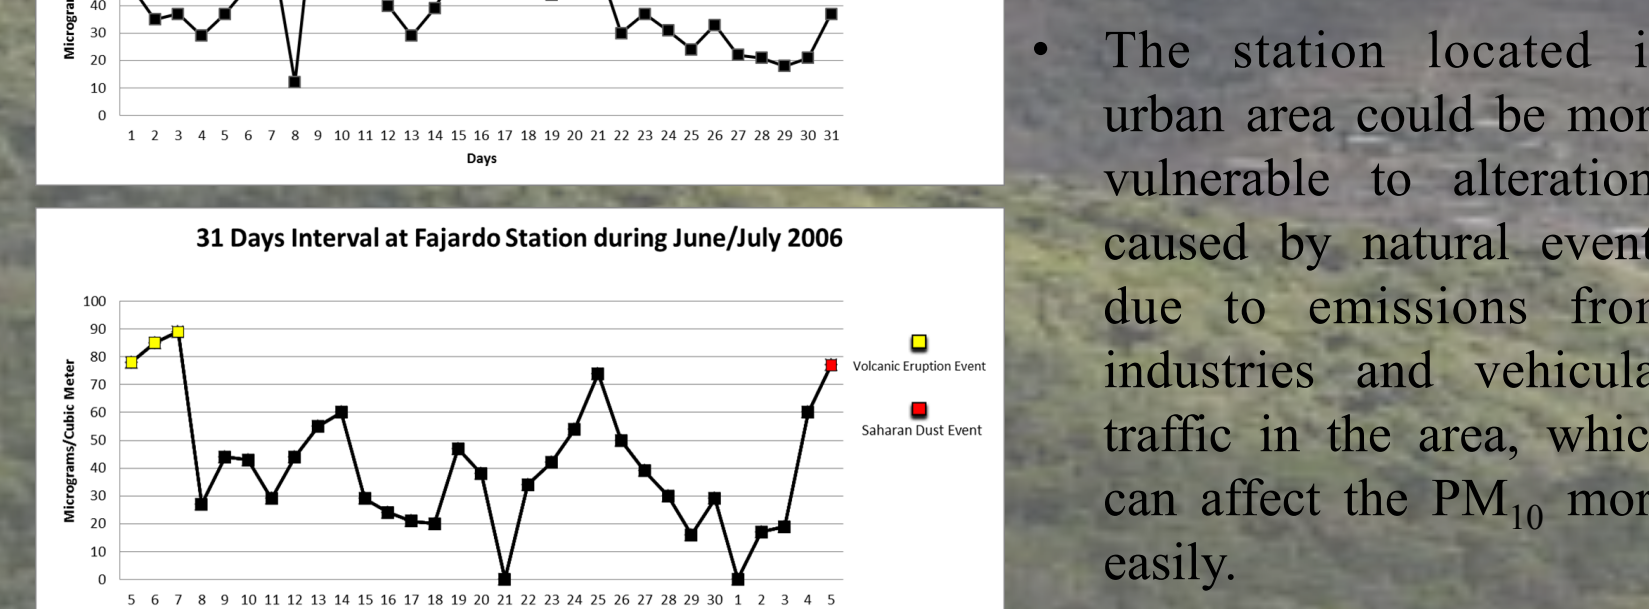 40
30
20
10
0
1 2 3 4 5 6 7 8 9 10 11 12 13 14 15 16 17 18 19 20 21 22 23 24 25 26 27 28 29 30 31
Days
31 Days Interval at Fajardo Station during June/July 2006
Micrograms/Cubic Meter
100
90
80
70
60
50
40
30
20
10
0
5 6 7 8 9 10 11 12 13 14 15 16 17 18 19 20 21 22 23 24 25 26 27 28 29 30 1 2 3 4 5
Volcanic Eruption Event
Saharan Dust Event
• The station located i
urban area could be mor
vulnerable to alteration
caused by natural event
due to emissions from
industries and vehicula
traffic in the area, whic
can affect the PM10 mor
easily.